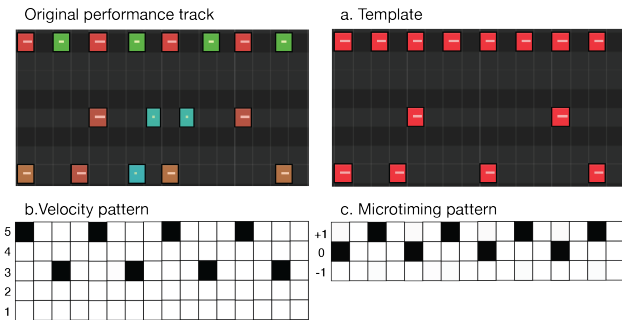 Original performance track
a. Template
b.Velocity pattern
5
4
3
2
1
c. Microtiming pattern
+1
0
-1